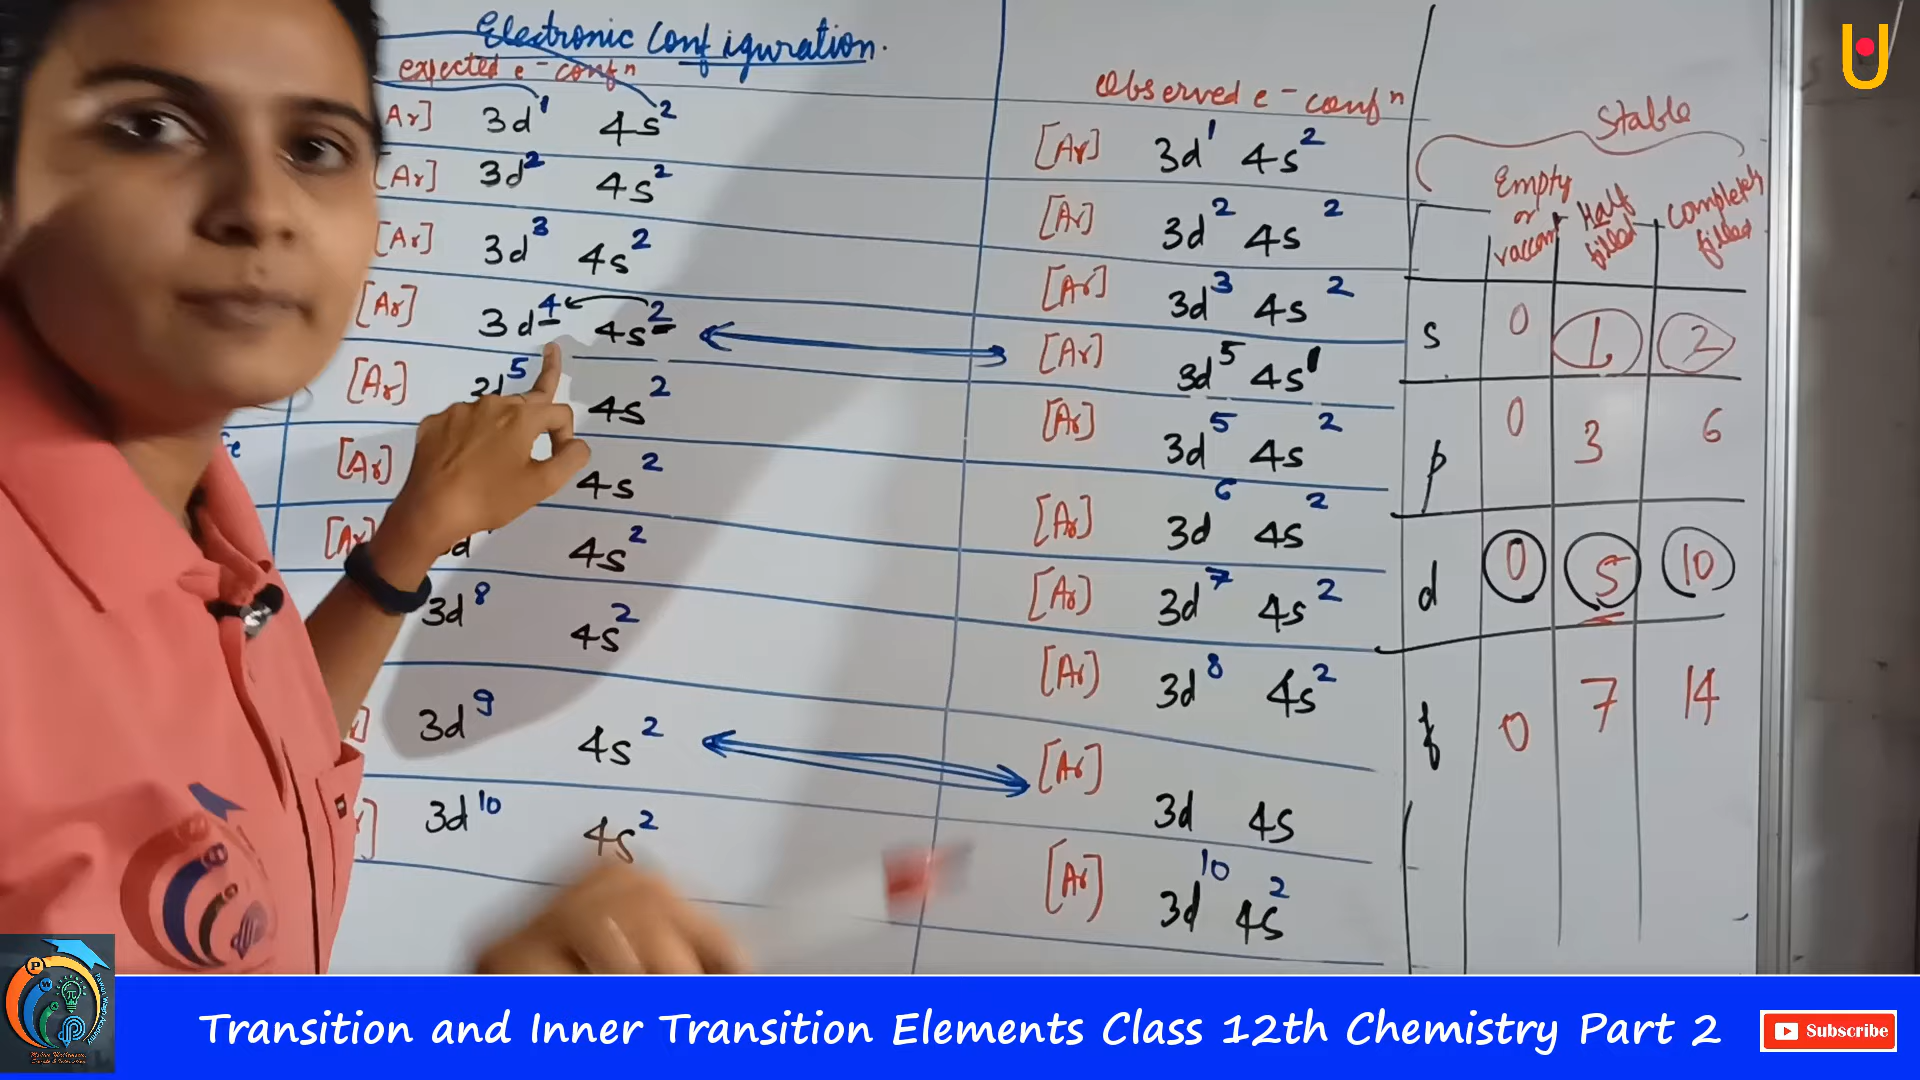 Electronic Configuration.
expected e - confⁿ
Ar] 3d¹ 4s²
[Ar] 3d² 4s²
[Ar] 3d³ 4s²
[Ar] 3d⁴ 4s²
[Ar] 3d⁵ 4s²
Fe [Ar] 4s²
[Ar] d 4s²
3d⁸ 4s²
] 3d⁹ 4s²
] 3d¹⁰ 4s²
Observed e - confⁿ
[Ar] 3d¹ 4s²
[Ar] 3d² 4s²
[Ar] 3d³ 4s²
[Ar] 3d⁵ 4s¹
[Ar] 3d⁵ 4s²
[Ar] 3d⁶ 4s²
[Ar] 3d⁷ 4s²
[Ar] 3d⁸ 4s²
[Ar] 3d 4s
[Ar] 3d¹⁰ 4s²
Stable
Empty or vaccant
Half filled
Completely filled
s 0 1 2
p 0 3 6
d 0 5 10
f 0 7 14
Transition and Inner Transition Elements Class 12th Chemistry Part 2
Subscribe